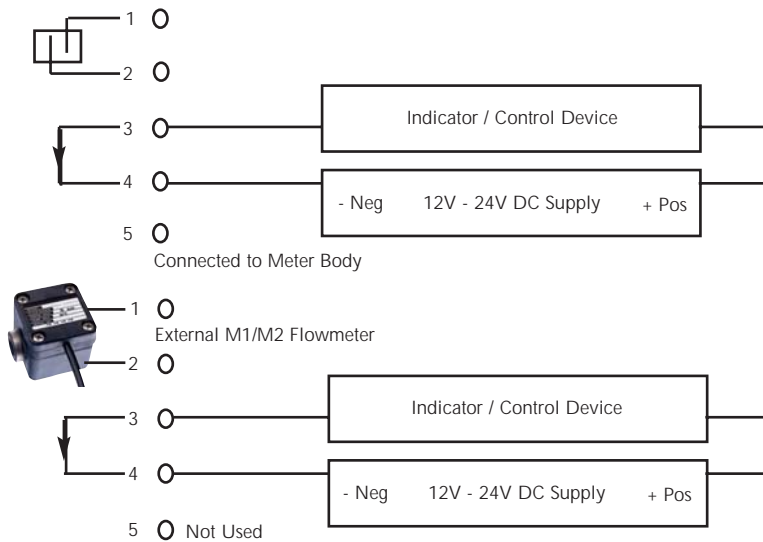 1
2
3 Indicator / Control Device
4
- Neg 12V - 24V DC Supply + Pos
5
Connected to Meter Body
1
External M1/M2 Flowmeter
2
3 Indicator / Control Device
4
- Neg 12V - 24V DC Supply + Pos
5 Not Used